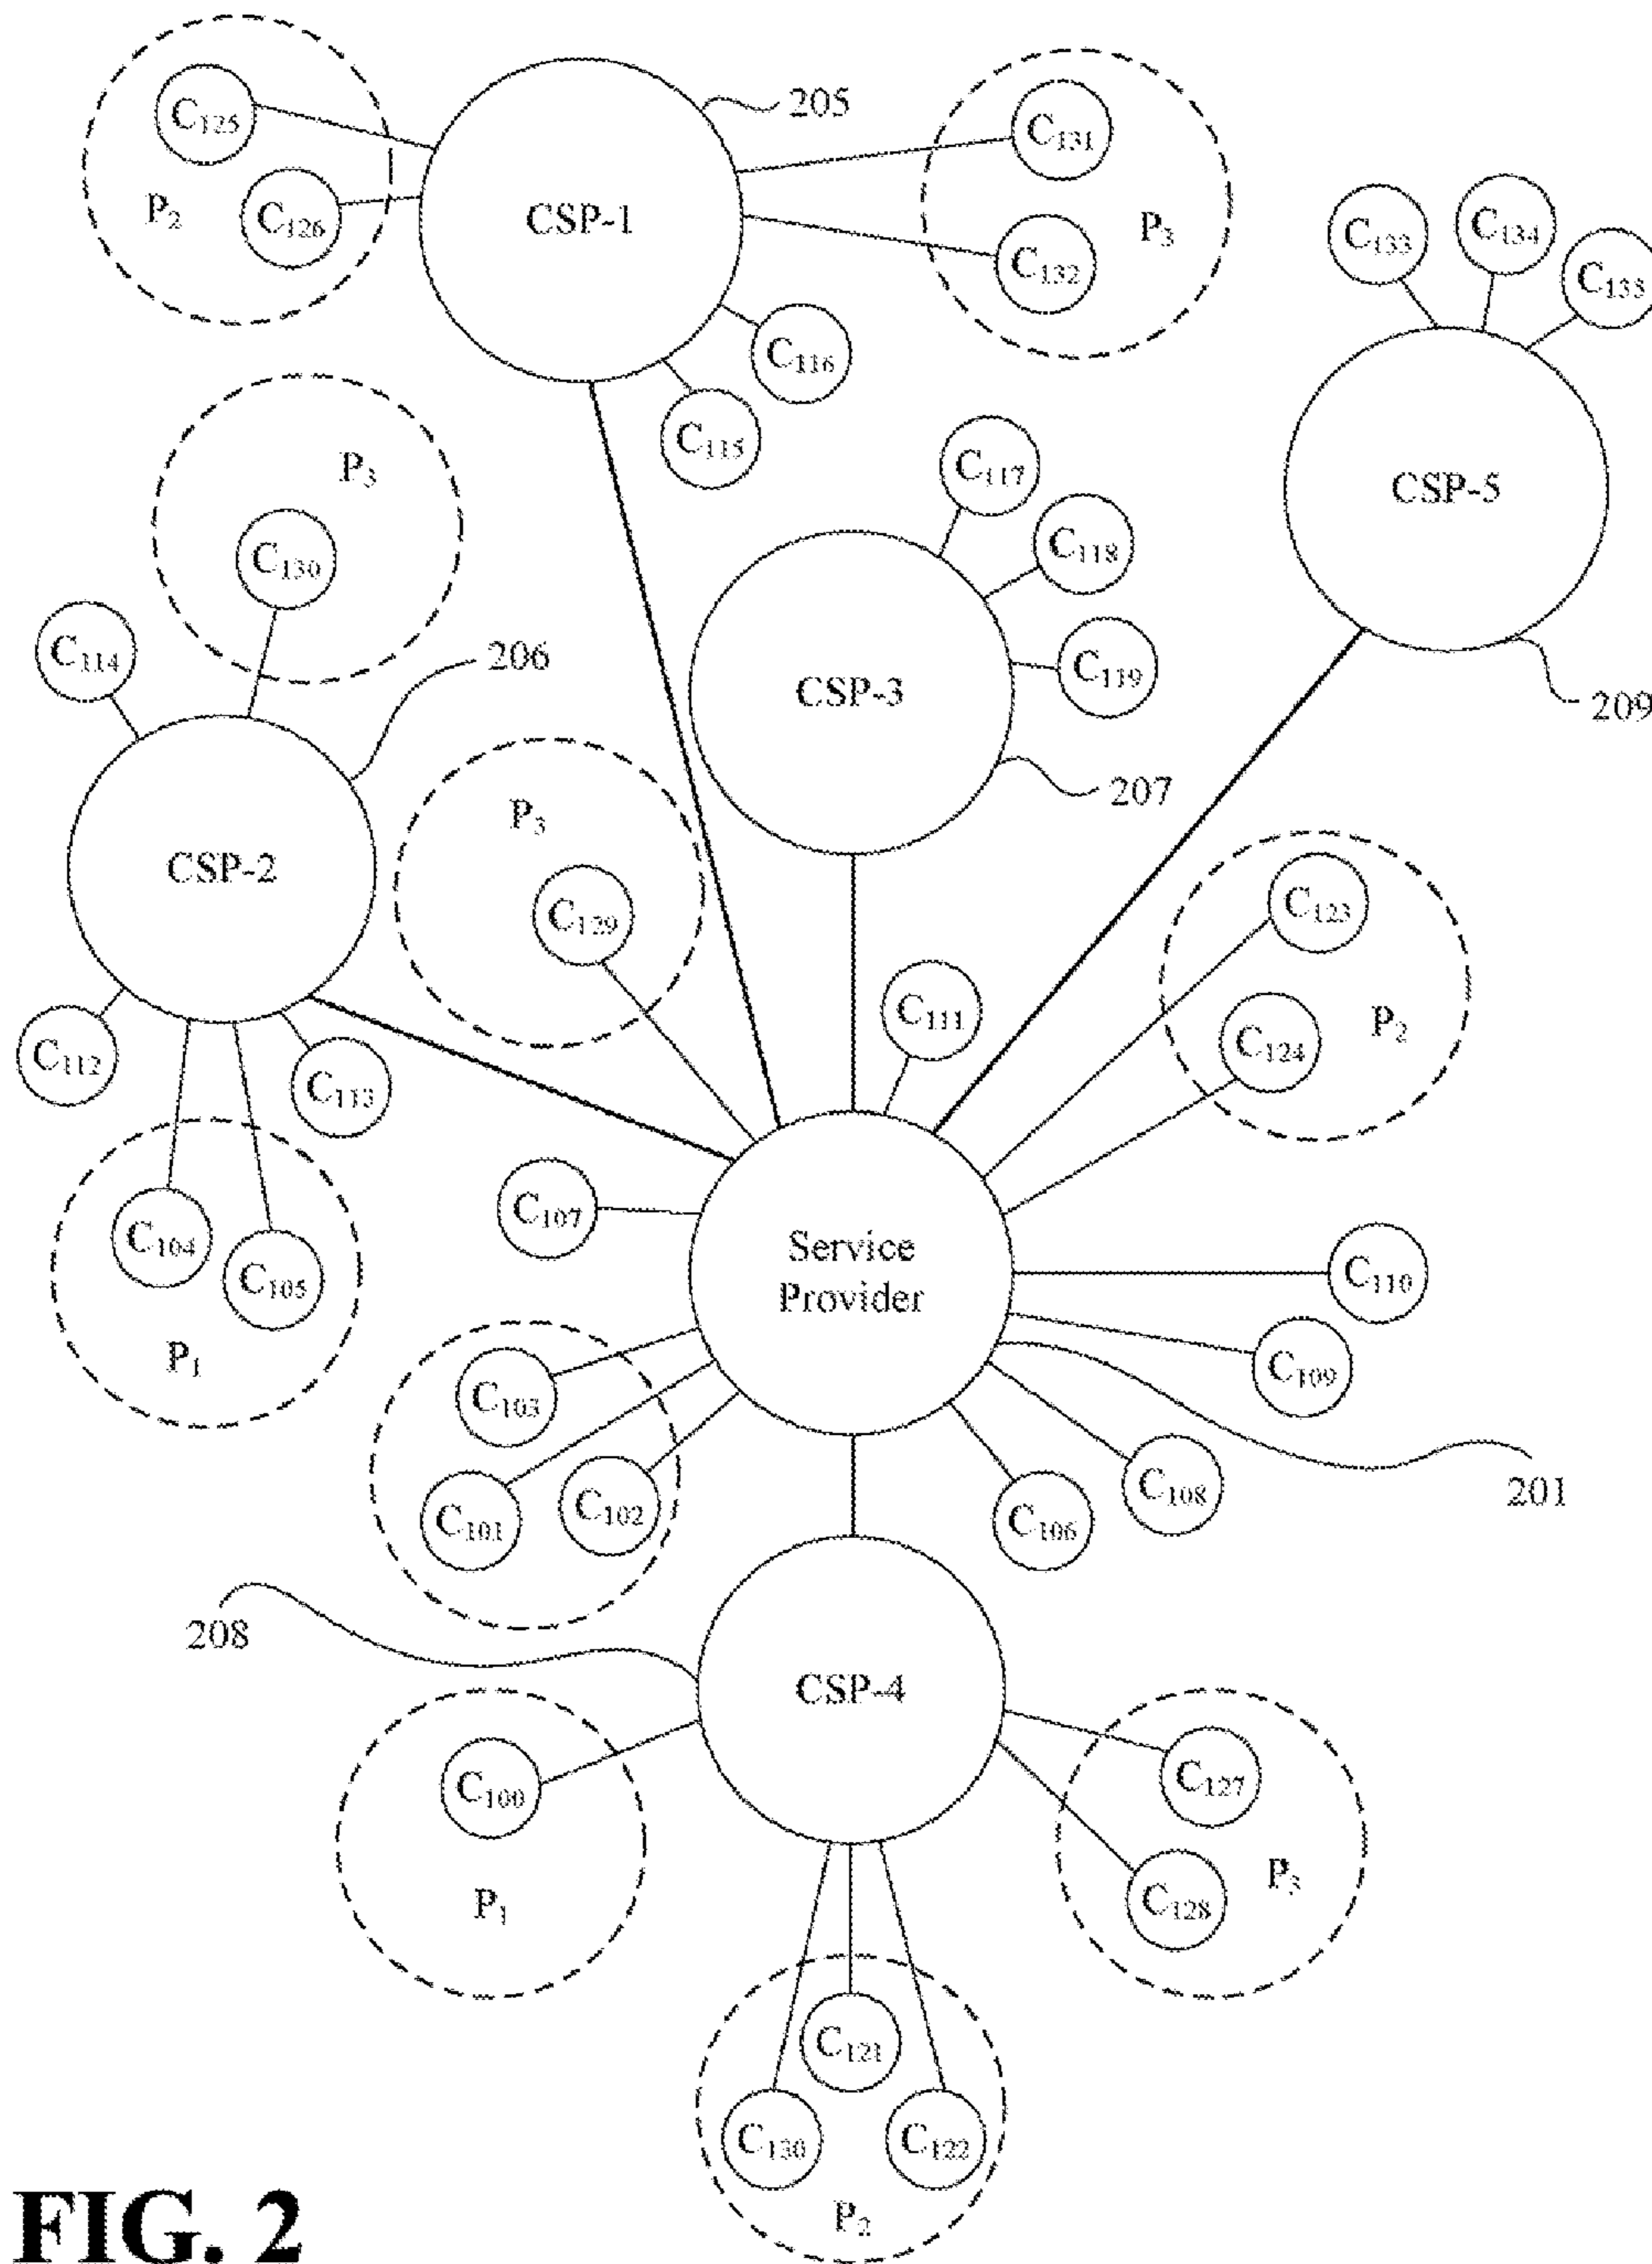 C125
205
C131
P2
C126
CSP-1
P3
C132
C133
C134
C135
C116
C115
P3
C117
CSP-5
C130
C118
C114
206
C119
CSP-3
209
207
P3
CSP-2
C129
C123
C111
P2
C124
C112
C113
C107
C104
C105
Service
Provider
C110
P1
C109
C103
C108
201
C101
C102
C106
208
CSP-4
C100
C127
P1
C128
P3
C121
C130
C122
P2
FIG. 2